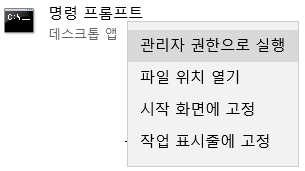 명령 프롬프트
데스크톱 앱
관리자 권한으로 실행
파일 위치 열기
시작 화면에 고정
작업 표시줄에 고정